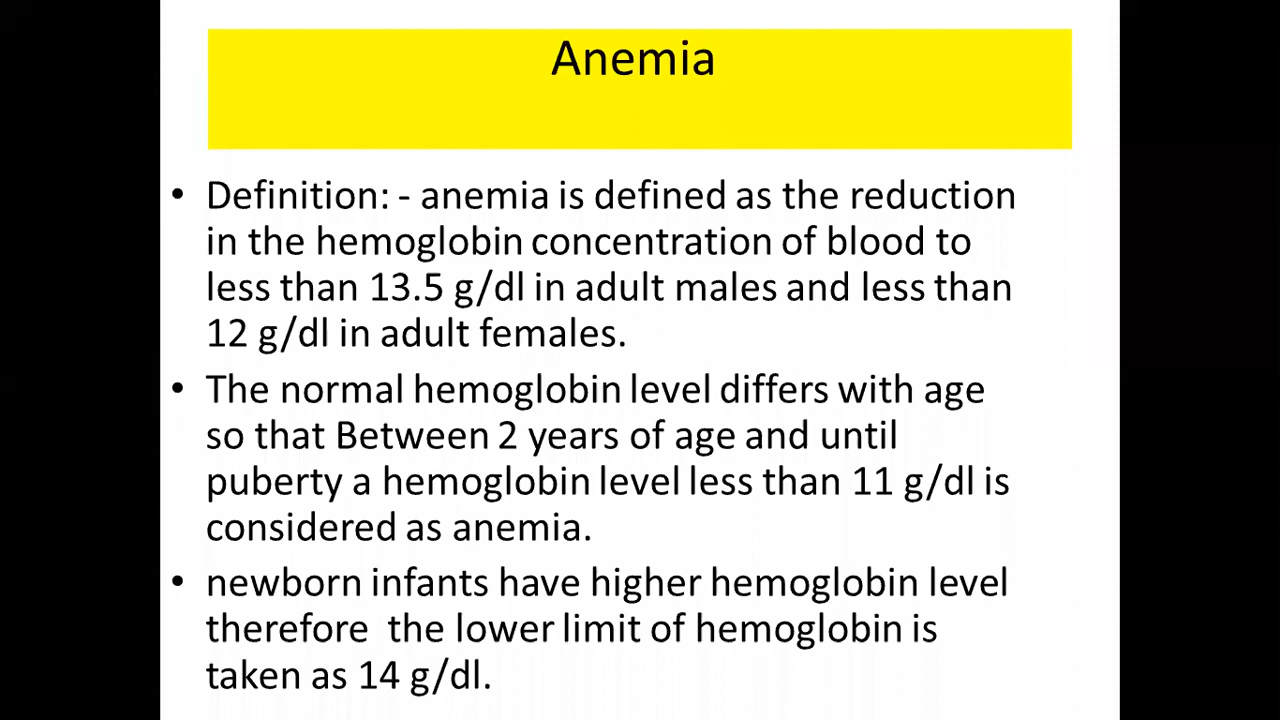 Anemia
• Definition: - anemia is defined as the reduction
in the hemoglobin concentration of blood to
less than 13.5 g/dl in adult males and less than
12 g/dl in adult females.
• The normal hemoglobin level differs with age
so that Between 2 years of age and until
puberty a hemoglobin level less than 11 g/dl is
considered as anemia.
• newborn infants have higher hemoglobin level
therefore  the lower limit of hemoglobin is
taken as 14 g/dl.